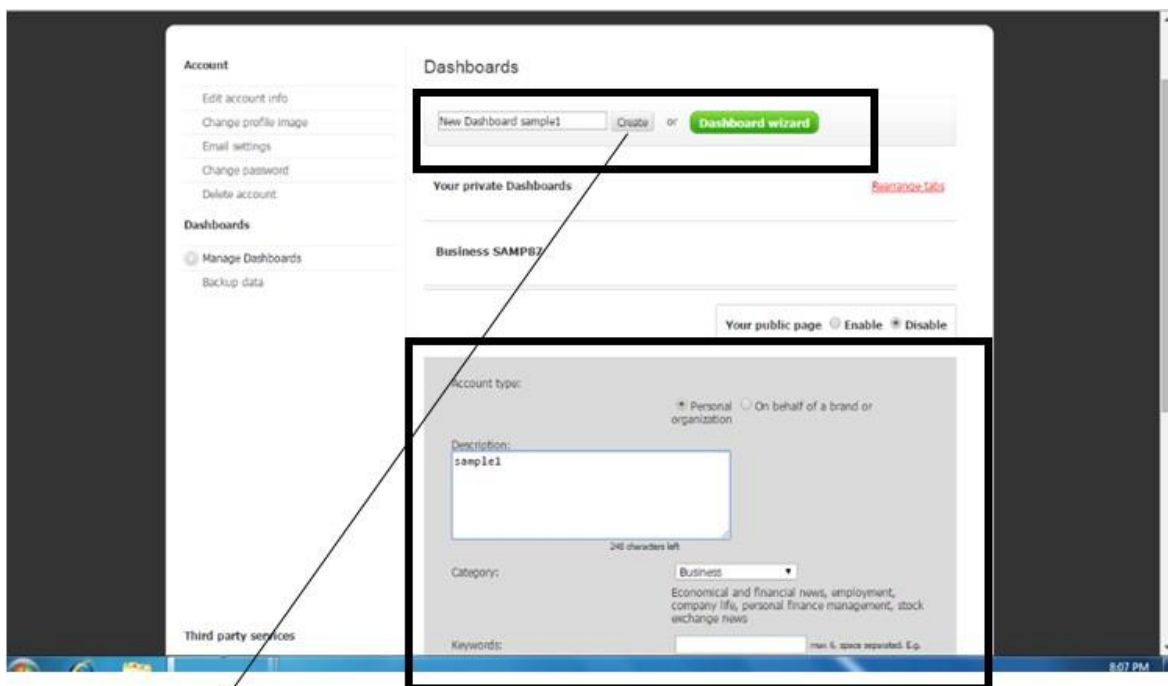 Account
Edit account info
Change profile image
Email settings
Change password
Delete account
Dashboards
Manage Dashboards
Backup data
Third party services
Dashboards
New Dashboard sample1 Create or Dashboard wizard
Your private Dashboards Rearrange tabs
Business SAMP87
Your public page Enable Disable
Account type:
Personal On behalf of a brand or
organization
Description:
sample1
240 characters left
Category: Business
Economical and financial news, employment,
company life, personal finance management, stock
exchange news
Keywords: max 6, space separated. E.g.
8:07 PM